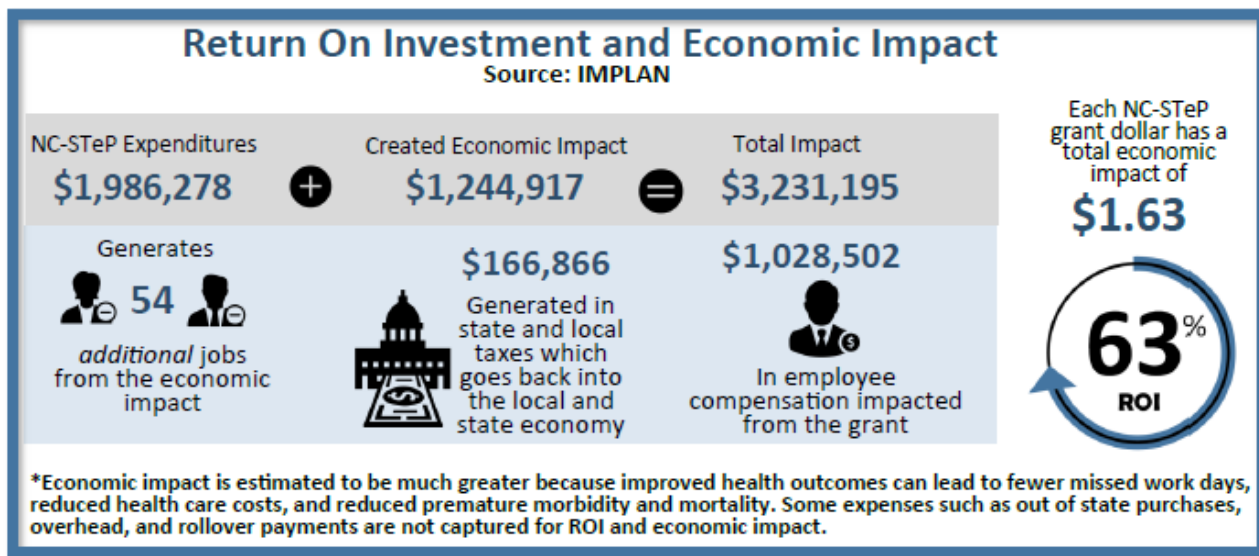 Return On Investment and Economic Impact
Source: IMPLAN
NC-STeP Expenditures
$1,986,278
+
Created Economic Impact
$1,244,917
=
Total Impact
$3,231,195
Each NC-STeP
grant dollar has a
total economic
impact of
$1.63
Generates
54
additional jobs
from the economic
impact
$166,866
Generated in
state and local
taxes which
goes back into
the local and
state economy
$1,028,502
$
In employee
compensation impacted
from the grant
63%
ROI
*Economic impact is estimated to be much greater because improved health outcomes can lead to fewer missed work days,
reduced health care costs, and reduced premature morbidity and mortality. Some expenses such as out of state purchases,
overhead, and rollover payments are not captured for ROI and economic impact.